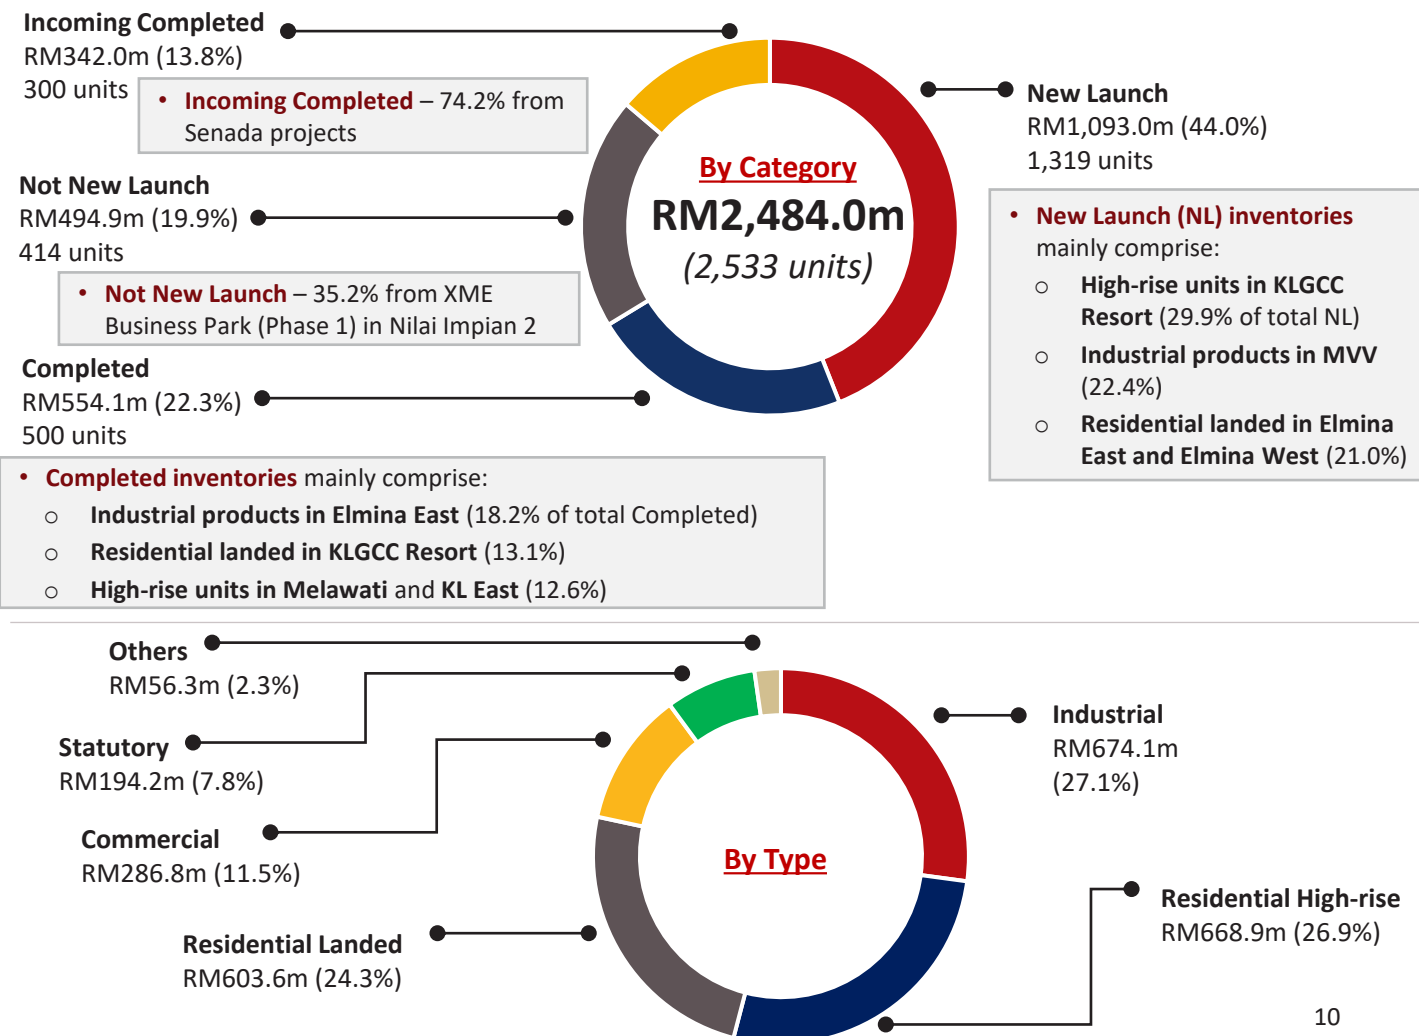 Incoming Completed
RM342.0m (13.8%)
300 units
• Incoming Completed – 74.2% from
Senada projects
Not New Launch
RM494.9m (19.9%)
414 units
• Not New Launch – 35.2% from XME
Business Park (Phase 1) in Nilai Impian 2
Completed
RM554.1m (22.3%)
500 units
By Category
RM2,484.0m
(2,533 units)
New Launch
RM1,093.0m (44.0%)
1,319 units
• New Launch (NL) inventories
mainly comprise:
o High-rise units in KLGCC
Resort (29.9% of total NL)
o Industrial products in MVV
(22.4%)
o Residential landed in Elmina
East and Elmina West (21.0%)
• Completed inventories mainly comprise:
o Industrial products in Elmina East (18.2% of total Completed)
o Residential landed in KLGCC Resort (13.1%)
o High-rise units in Melawati and KL East (12.6%)
Others
RM56.3m (2.3%)
Statutory
RM194.2m (7.8%)
Commercial
RM286.8m (11.5%)
Residential Landed
RM603.6m (24.3%)
By Type
Industrial
RM674.1m
(27.1%)
Residential High-rise
RM668.9m (26.9%)
10